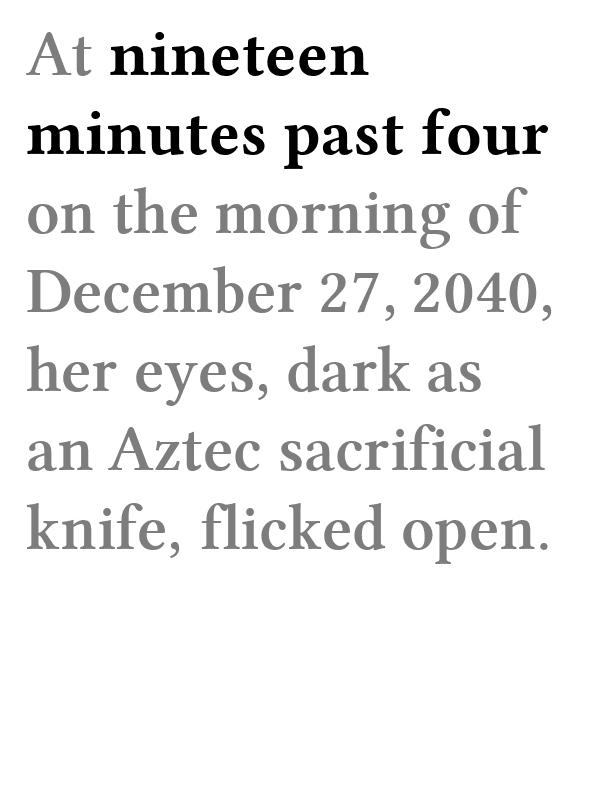 At nineteen
minutes past four
on the morning of
December 27, 2040,
her eyes, dark as
an Aztec sacrificial
knife, flicked open.